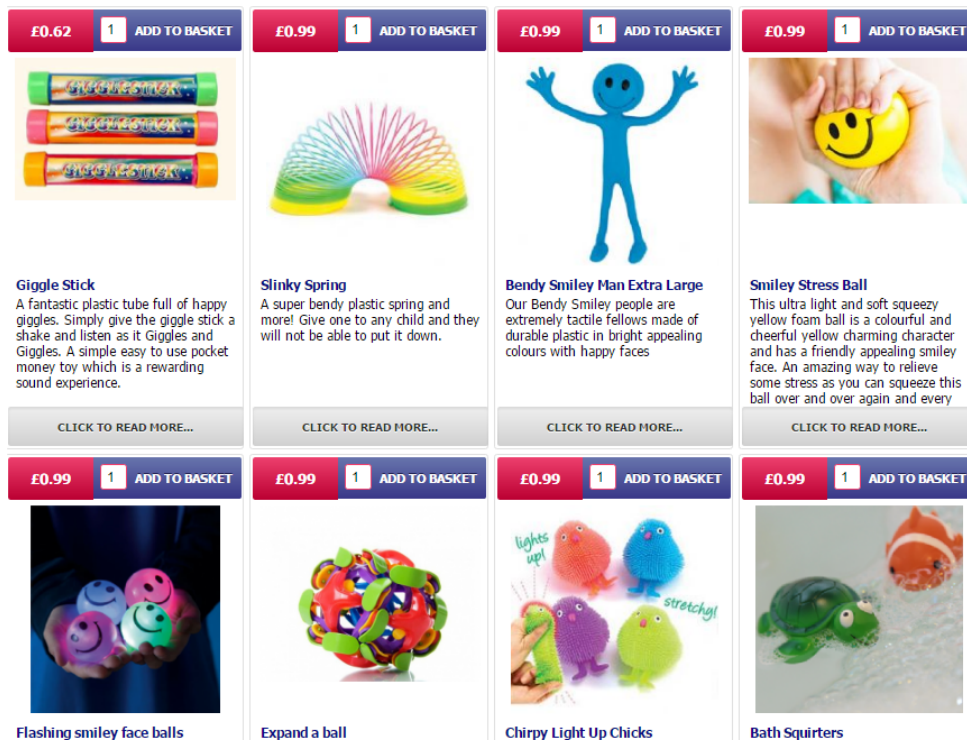 £0.62 1 ADD TO BASKET
£0.99 1 ADD TO BASKET
£0.99 1 ADD TO BASKET
£0.99 1 ADD TO BASKET
GIGGLESTICK
GIGGLESTICK
GIGGLESTICK
Giggle Stick
A fantastic plastic tube full of happy
giggles. Simply give the giggle stick a
shake and listen as it Giggles and
Giggles. A simple easy to use pocket
money toy which is a rewarding
sound experience.
CLICK TO READ MORE...
Slinky Spring
A super bendy plastic spring and
more! Give one to any child and they
will not be able to put it down.
CLICK TO READ MORE...
Bendy Smiley Man Extra Large
Our Bendy Smiley people are
extremely tactile fellows made of
durable plastic in bright appealing
colours with happy faces
CLICK TO READ MORE...
Smiley Stress Ball
This ultra light and soft squeezy
yellow foam ball is a colourful and
cheerful yellow charming character
and has a friendly appealing smiley
face. An amazing way to relieve
some stress as you can squeeze this
ball over and over again and every
CLICK TO READ MORE...
£0.99 1 ADD TO BASKET
£0.99 1 ADD TO BASKET
£0.99 1 ADD TO BASKET
£0.99 1 ADD TO BASKET
lights
up!
stretchy!
Flashing smiley face balls
Expand a ball
Chirpy Light Up Chicks
Bath Squirters